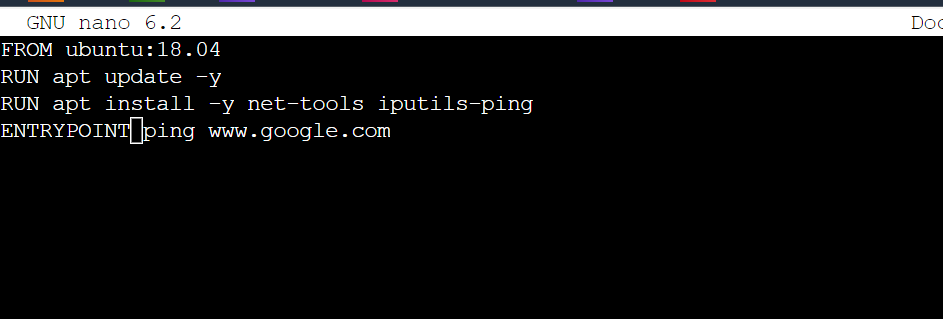 GNU nano 6.2 Doc
FROM ubuntu:18.04
RUN apt update -y
RUN apt install -y net-tools iputils-ping
ENTRYPOINT ping www.google.com